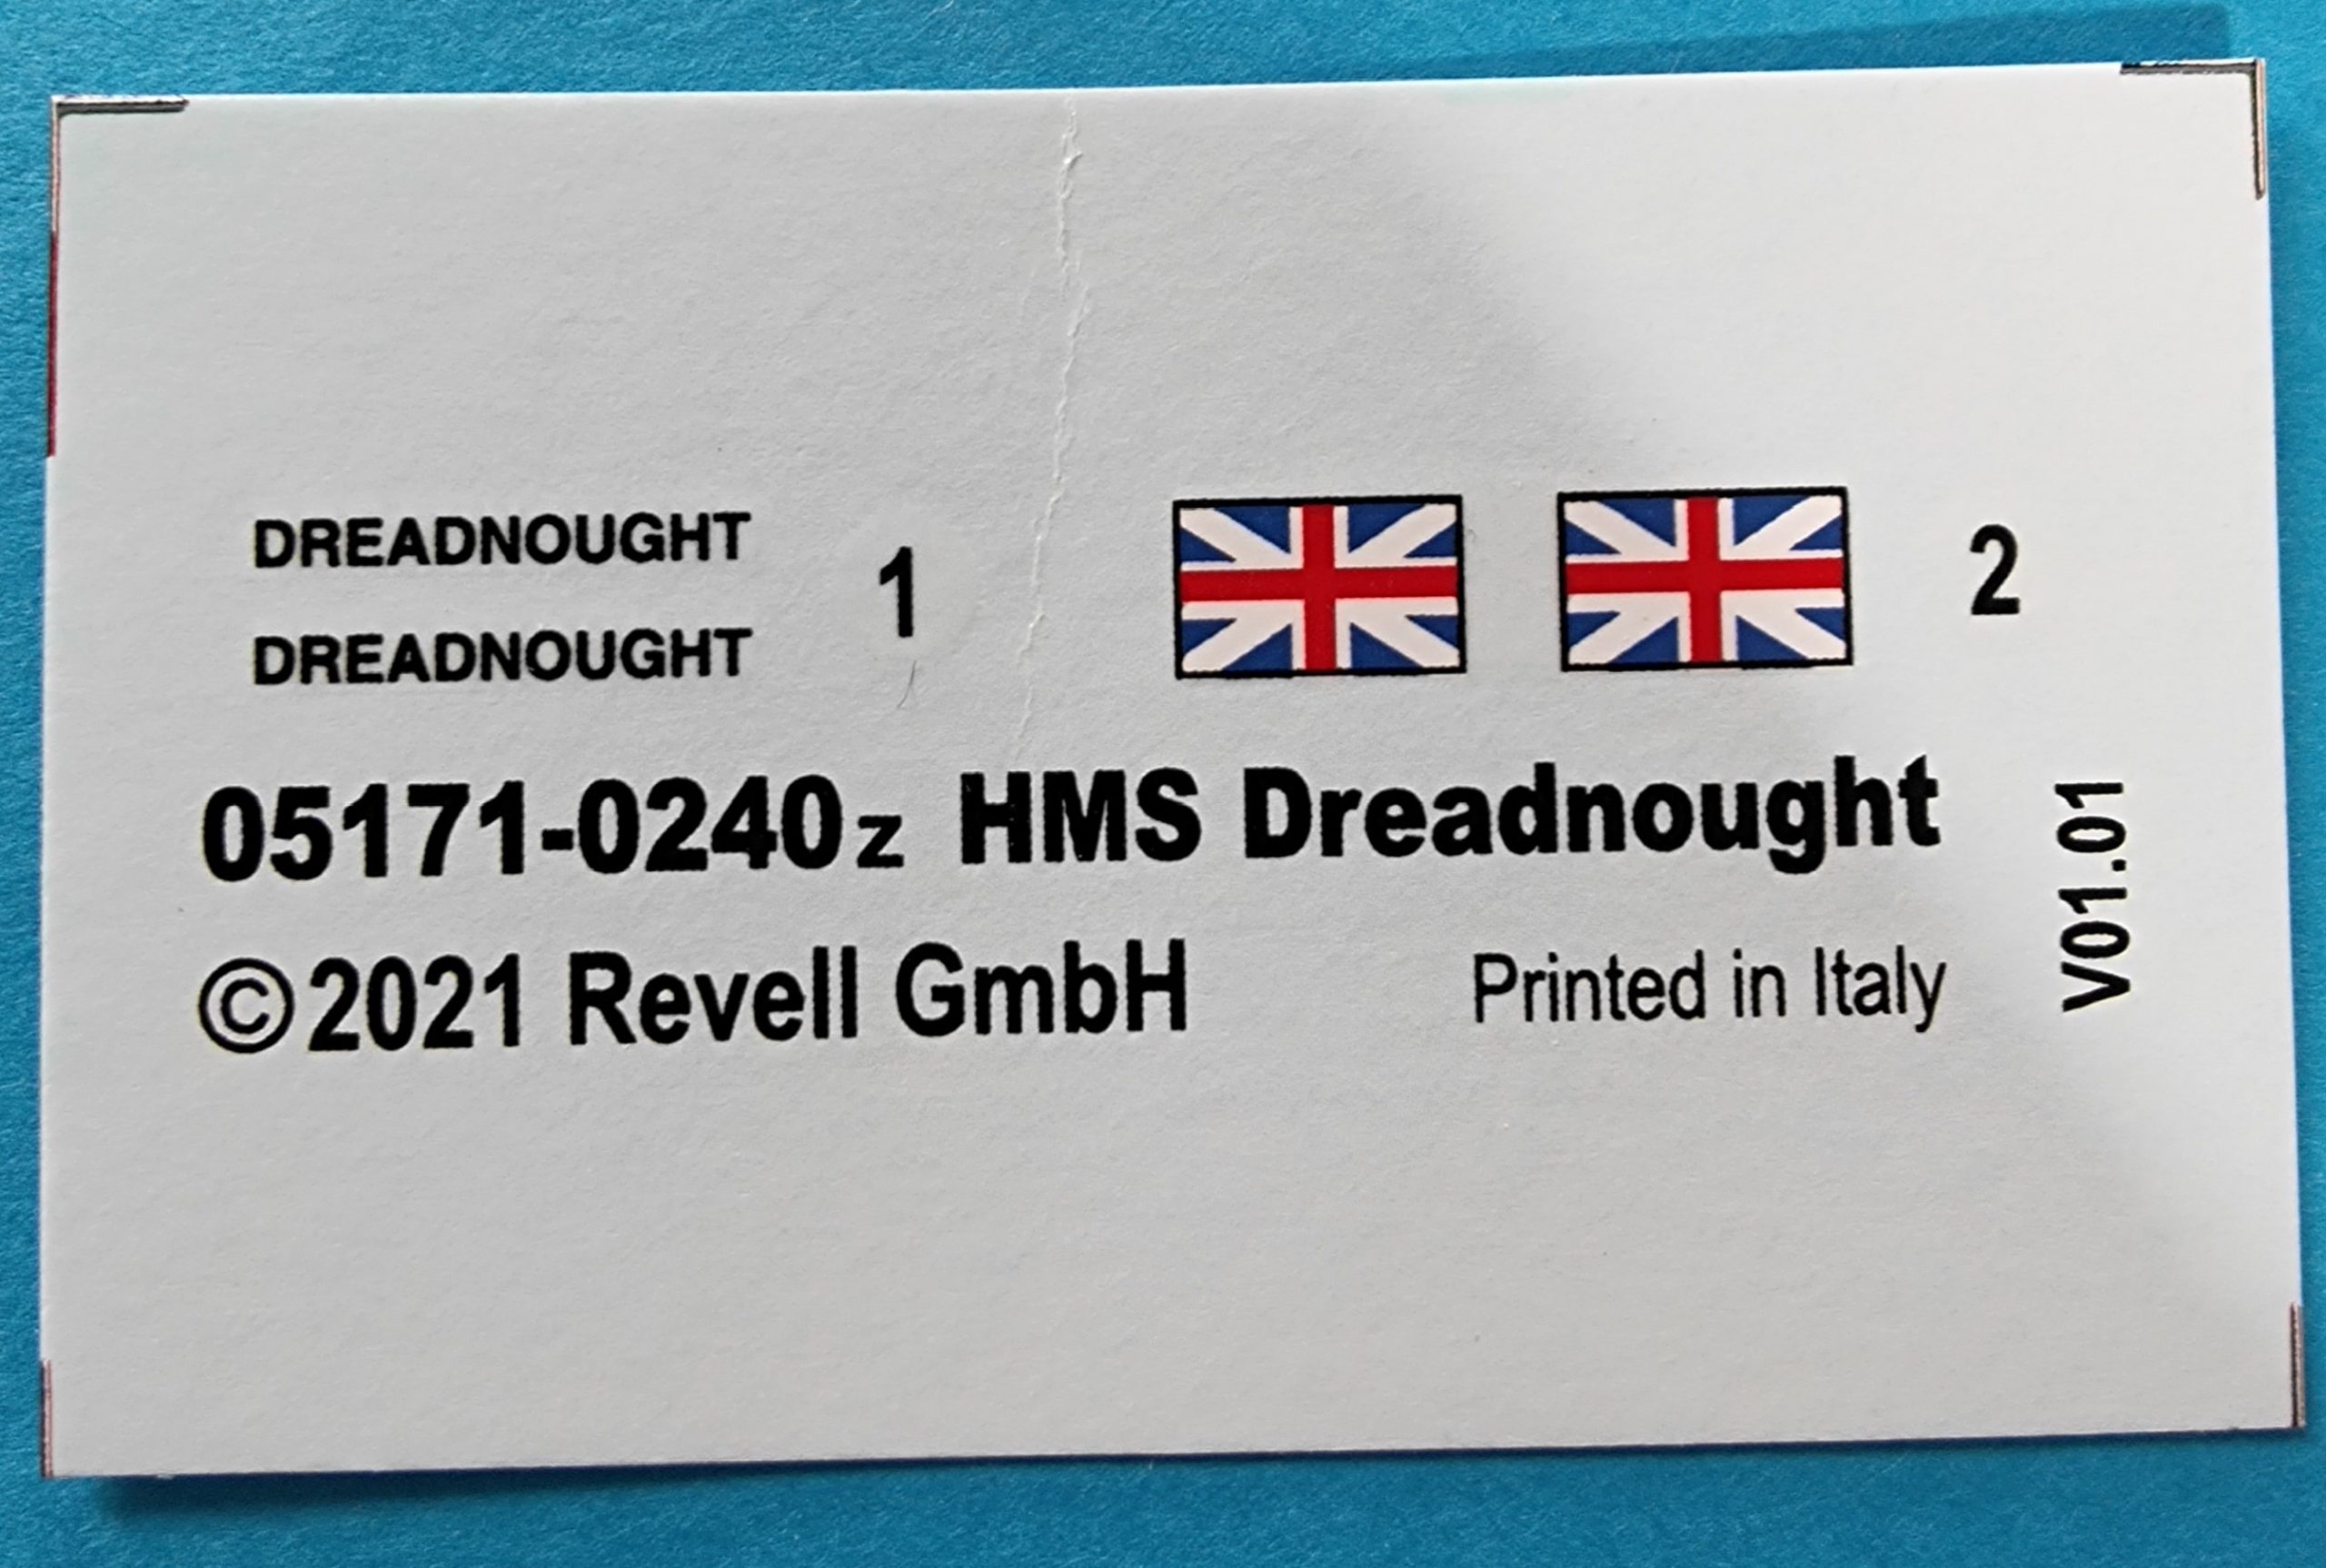 DREADNOUGHT
DREADNOUGHT
1
2
05171-0240z HMS Dreadnought
©2021 Revell GmbH
Printed in Italy
V01.01